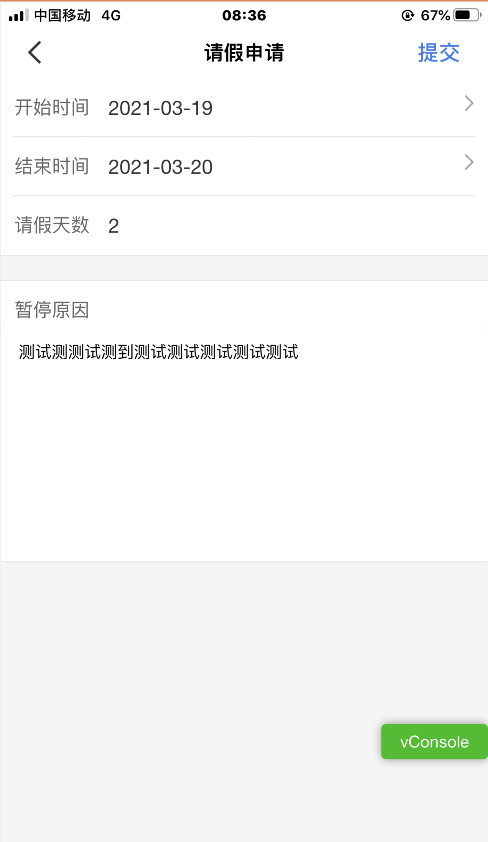 中国移动 4G 08:36 67%
请假申请 提交
开始时间 2021-03-19
结束时间 2021-03-20
请假天数 2
暂停原因
测试测测试测到测试测试测试测试测试
vConsole